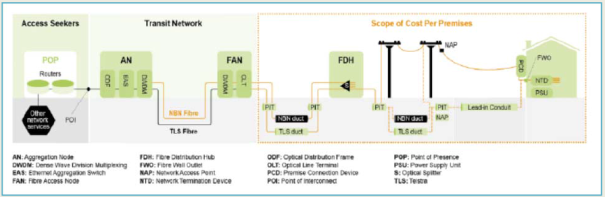 Access Seekers
Transit Network
Scope of Cost Per Premises
POP
Routers
Other
network
services
POI
AN
ODF
EAS
DWDM
NBN Fibre
TLS Fibre
FAN
DWDM
OLT
PIT
NBN duct
TLS duct
PIT
FDH
S
PIT
NBN duct
TLS duct
NAP
PIT
NAP
Lead-in Conduit
PCD
FWO
NTD
PSU
AN: Aggregation Node
DWDM: Dense Wave Division Multiplexing
EAS: Ethernet Aggregation Switch
FAN: Fibre Access Node
FDH: Fibre Distribution Hub
FWO: Fibre Wall Outlet
NAP: Network Access Point
NTD: Network Termination Device
ODF: Optical Distribution Frame
OLT: Optical Line Terminal
PCD: Premise Connection Device
POI: Point of Interconnect
POP: Point of Presence
PSU: Power Supply Unit
S: Optical Splitter
TLS: Telstra